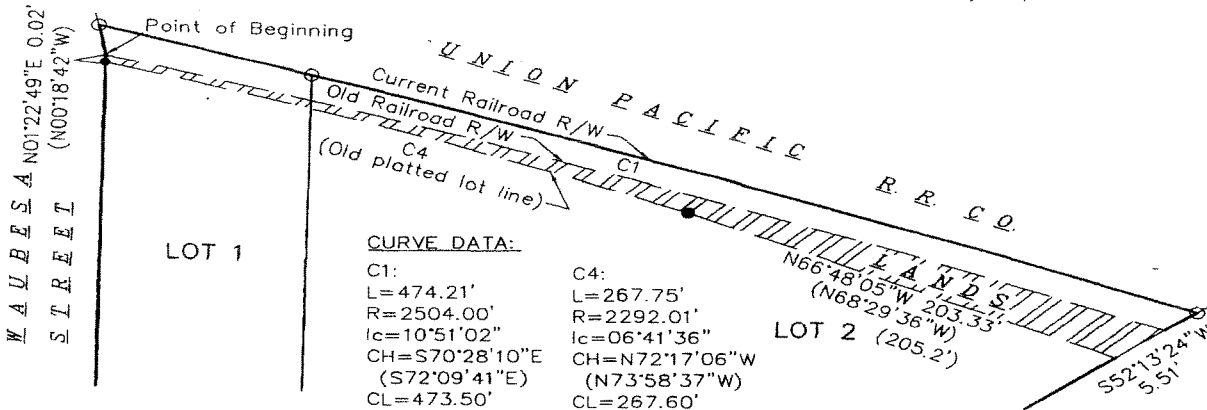 Point of Beginning
UNION PACIFIC R.R. CO.
LANDS
WAUBESA
STREET
N01°22'49"E 0.02'
(N00°18'42"W)
Current Railroad R/W
Old Railroad R/W
C1
C4
(Old platted lot line)
LOT 1
CURVE DATA:
C1:
L=474.21'
R=2504.00'
lc=10°51'02"
CH=S70°28'10"E
(S72°09'41"E)
CL=473.50'
C4:
L=267.75'
R=2292.01'
lc=06°41'36"
CH=N72°17'06"W
(N73°58'37"W)
CL=267.60'
N66°48'05"W 203.33'
(N68°29'36"W)
(205.2')
LOT 2
S52°13'24"W
5.51'